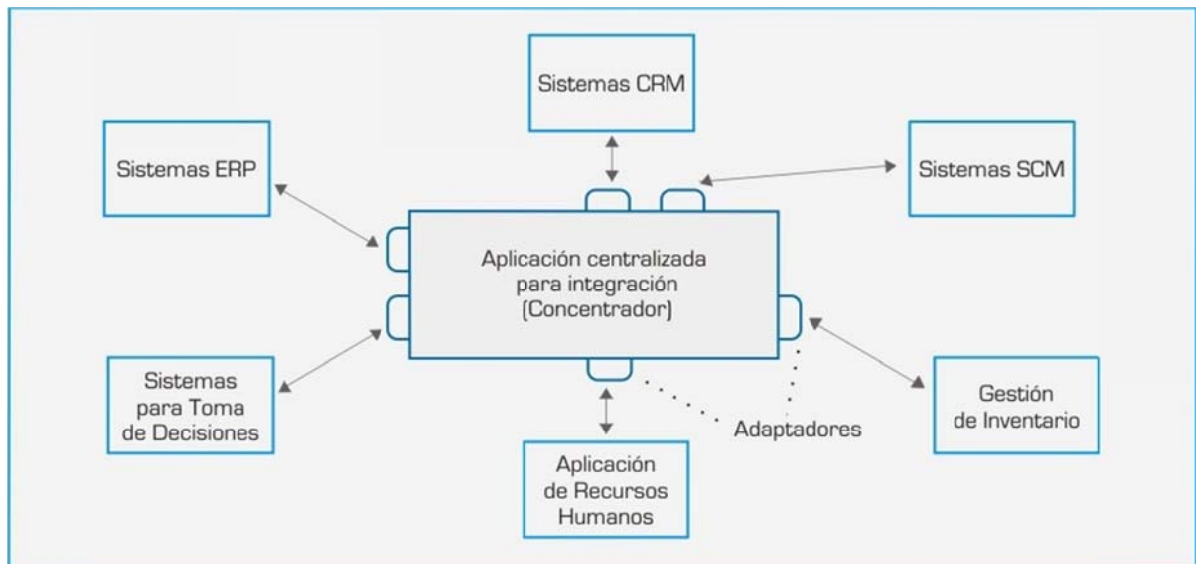 Sistemas CRM
Sistemas ERP
Sistemas SCM
Aplicación centralizada
para integración
(Concentrador)
Sistemas
para Toma
de Decisiones
Adaptadores
Gestión
de Inventario
Aplicación
de Recursos
Humanos